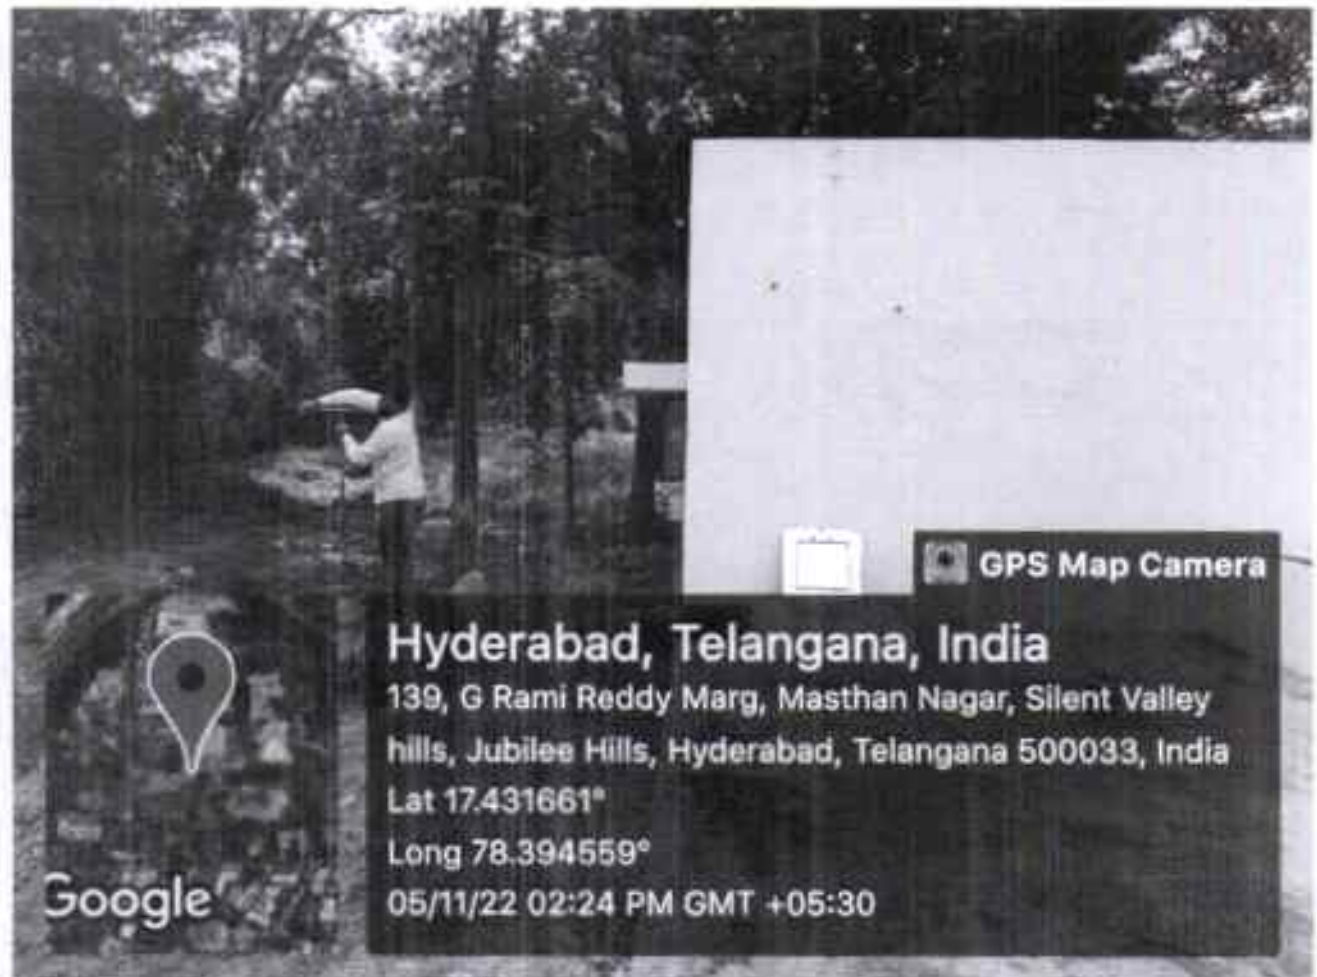 GPS Map Camera
Hyderabad, Telangana, India
139, G Rami Reddy Marg, Masthan Nagar, Silent Valley
hills, Jubilee Hills, Hyderabad, Telangana 500033, India
Lat 17.431661°
Long 78.394559°
05/11/22 02:24 PM GMT +05:30
Google